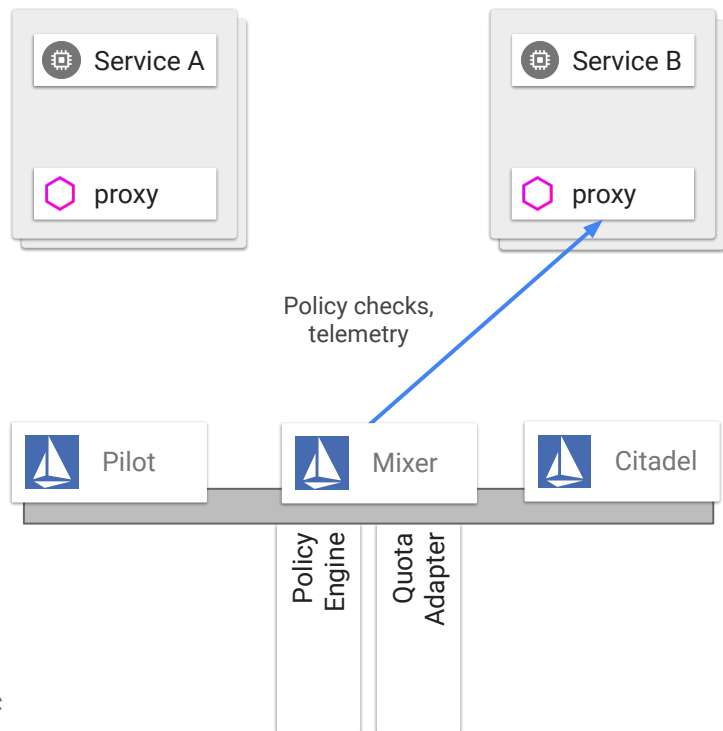 Service A
Service B
proxy
proxy
Policy checks,
telemetry
Pilot
Mixer
Citadel
Policy
Engine
Quota
Adapter